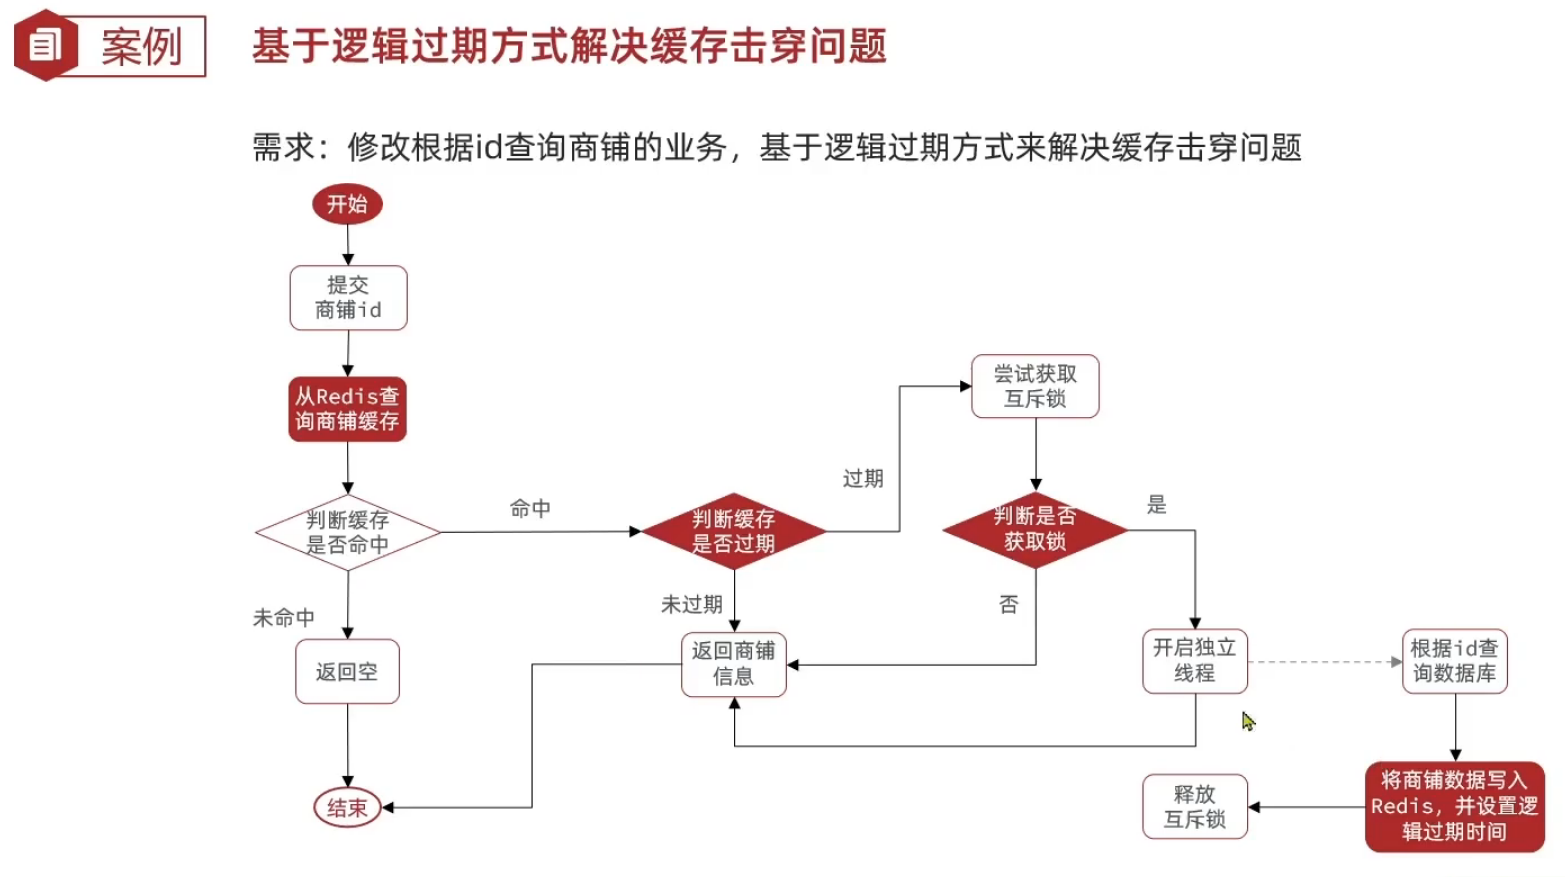 案例
基于逻辑过期方式解决缓存击穿问题
需求：修改根据id查询商铺的业务，基于逻辑过期方式来解决缓存击穿问题
开始
提交
商铺id
从Redis查
询商铺缓存
判断缓存
是否命中
命中
未命中
返回空
结束
判断缓存
是否过期
过期
未过期
返回商铺
信息
尝试获取
互斥锁
判断是否
获取锁
是
否
开启独立
线程
根据id查
询数据库
将商铺数据写入
Redis，并设置逻
辑过期时间
释放
互斥锁